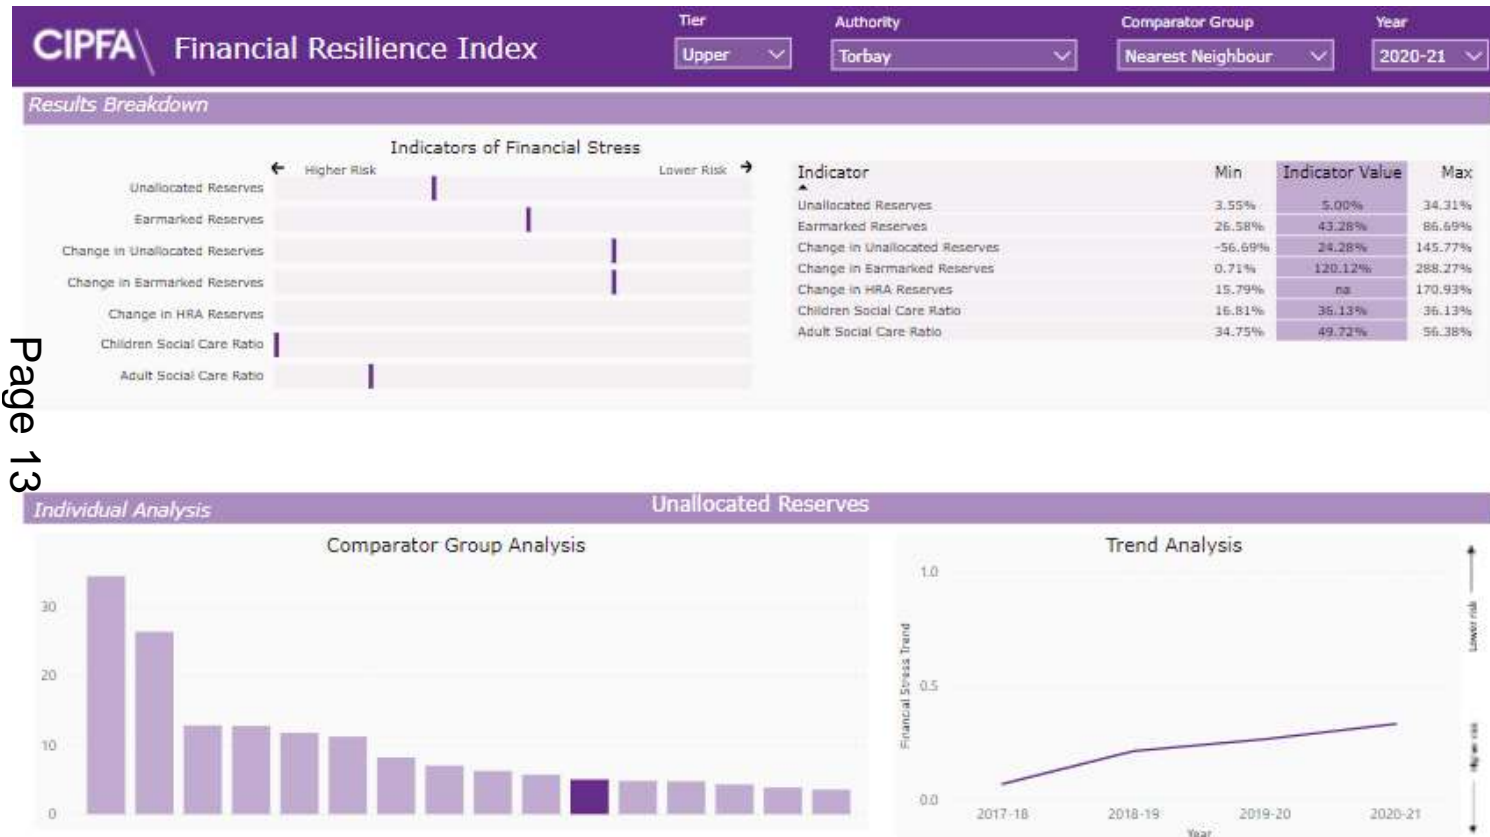 CIPFA\ Financial Resilience Index
Tier
Upper
Authority
Torbay
Comparator Group
Nearest Neighbour
Year
2020-21
Results Breakdown
Indicators of Financial Stress
← Higher Risk Lower Risk →
Unallocated Reserves
Earmarked Reserves
Change in Unallocated Reserves
Change in Earmarked Reserves
Change in HRA Reserves
Children Social Care Ratio
Adult Social Care Ratio
Indicator Min Indicator Value Max
Unallocated Reserves 3.55% 5.00% 34.31%
Earmarked Reserves 26.58% 43.28% 86.69%
Change in Unallocated Reserves -56.69% 24.28% 145.77%
Change in Earmarked Reserves 0.71% 120.12% 288.27%
Change in HRA Reserves 15.79% na 170.93%
Children Social Care Ratio 16.81% 36.13% 36.13%
Adult Social Care Ratio 34.75% 49.72% 56.38%
Page 13
Individual Analysis Unallocated Reserves
Comparator Group Analysis
30
20
10
0
Trend Analysis
Financial Stress Trend
1.0
0.5
0.0
2017-18 2018-19 2019-20 2020-21
Year
Lower risk
Higher risk